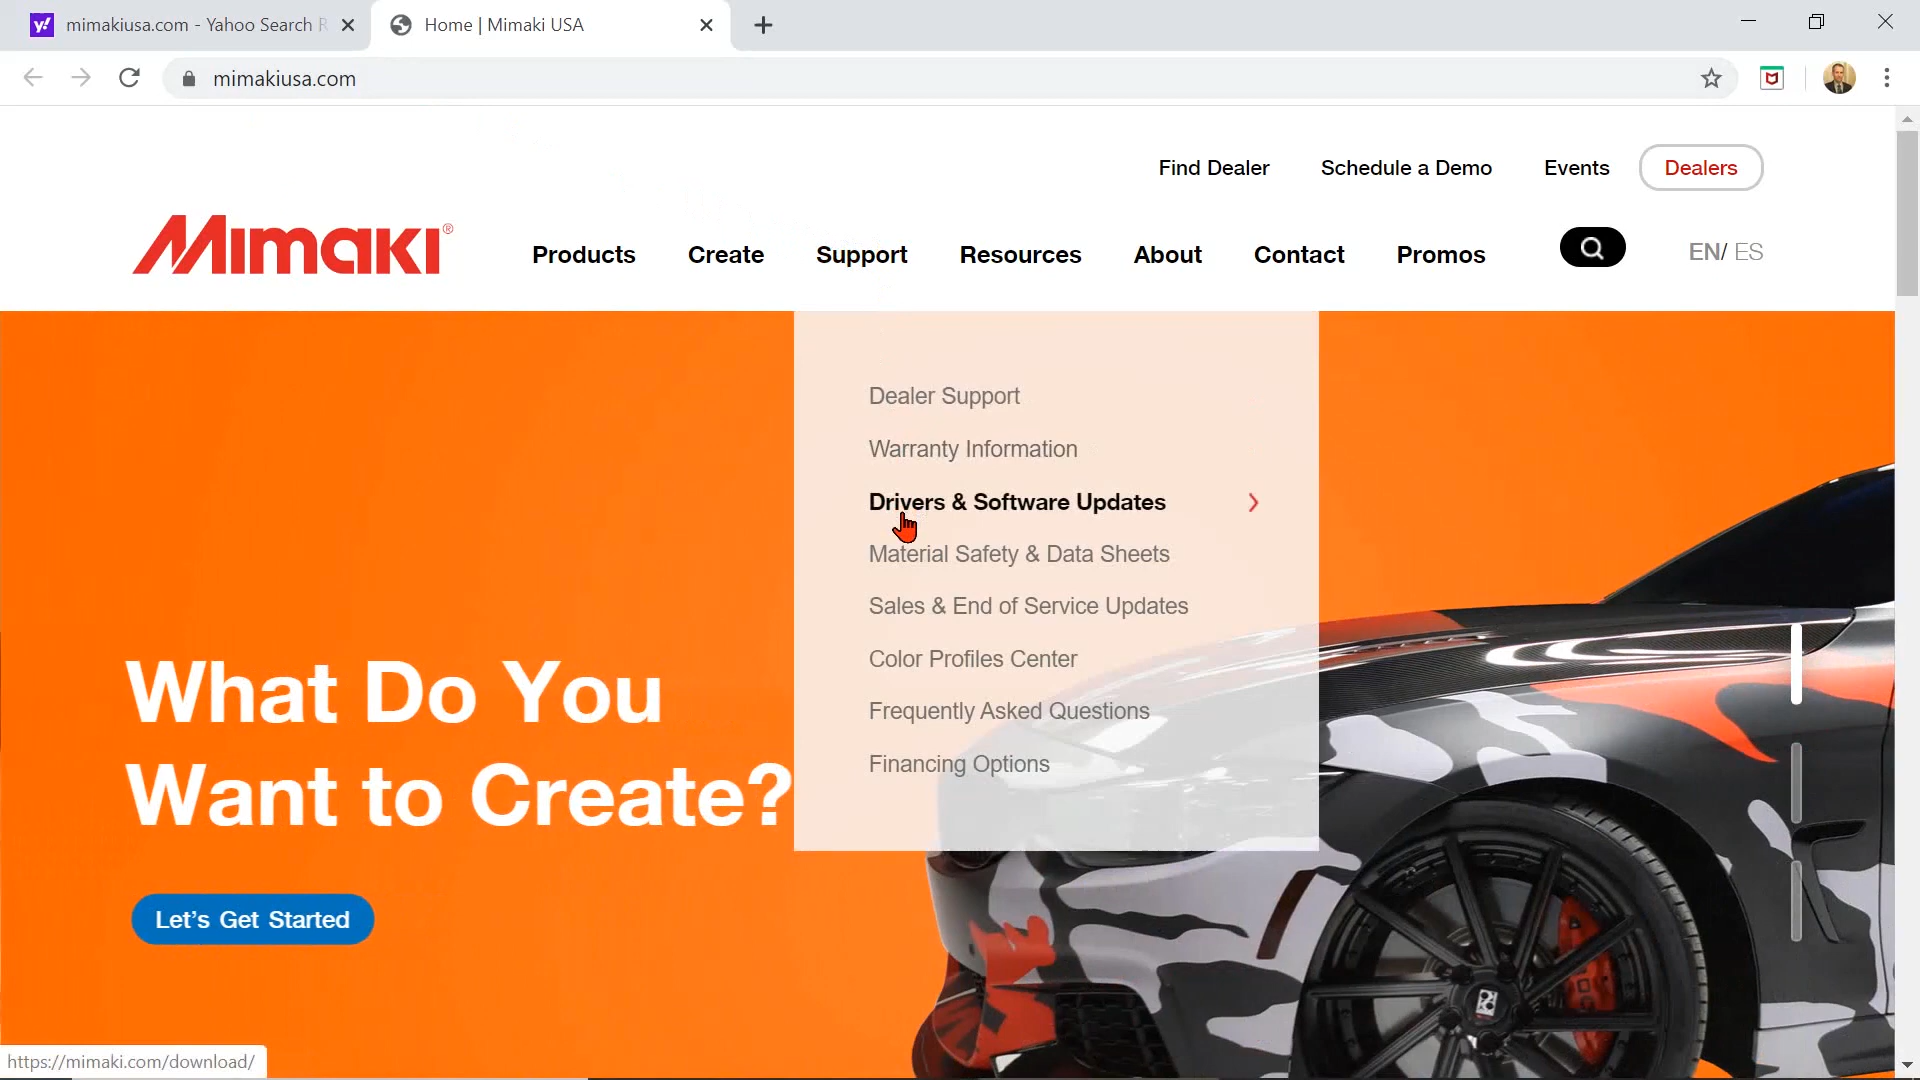 mimakiusa.com - Yahoo Search R
Home | Mimaki USA
mimakiusa.com
Find Dealer
Schedule a Demo
Events
Dealers
Mimaki®
Products
Create
Support
Resources
About
Contact
Promos
EN/ ES
Dealer Support
Warranty Information
Drivers & Software Updates
Material Safety & Data Sheets
Sales & End of Service Updates
Color Profiles Center
Frequently Asked Questions
Financing Options
What Do You
Want to Create?
Let's Get Started
https://mimaki.com/download/